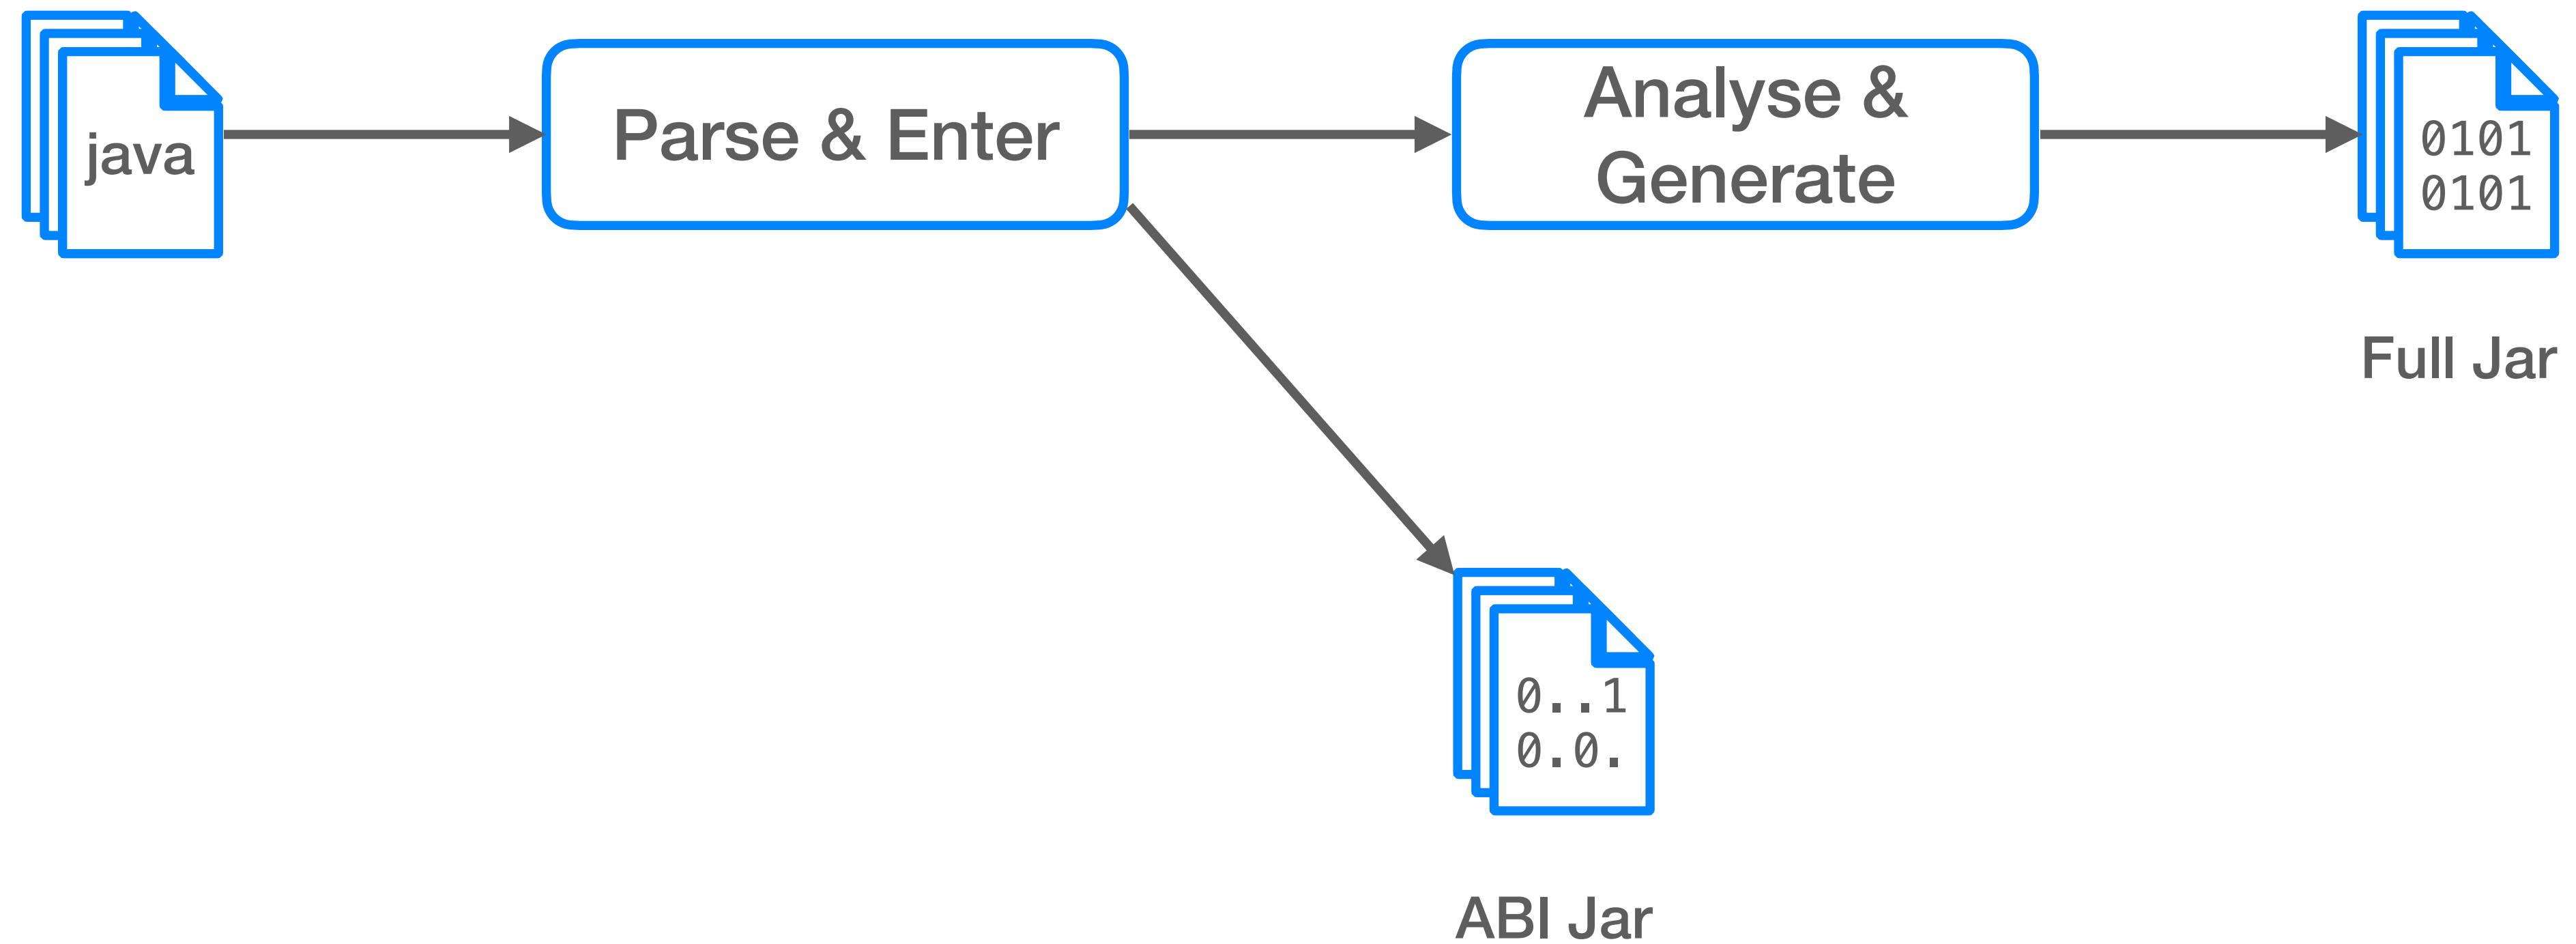 java
Parse & Enter
Analyse &
Generate
0101
0101
Full Jar
0..1
0.0.
ABI Jar